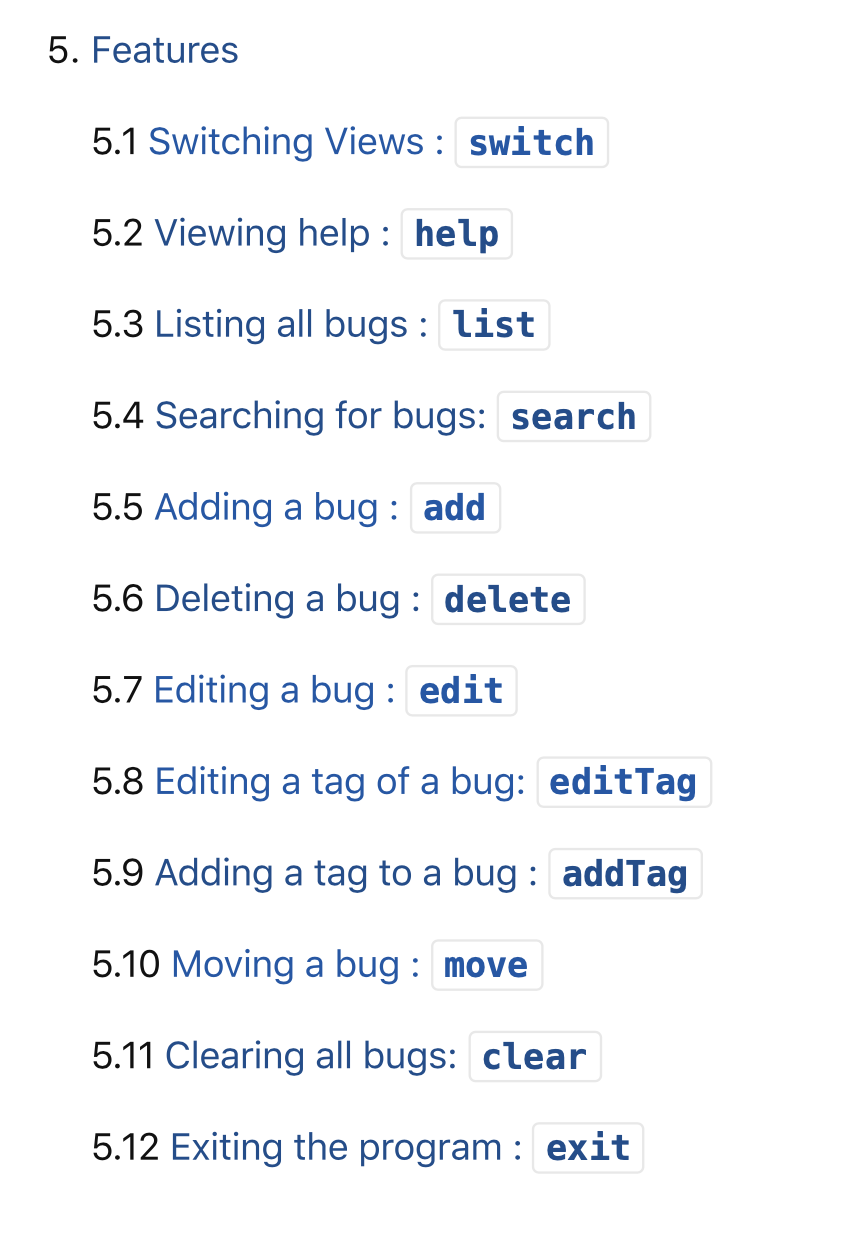 5. Features
5.1 Switching Views : switch
5.2 Viewing help : help
5.3 Listing all bugs : list
5.4 Searching for bugs: search
5.5 Adding a bug : add
5.6 Deleting a bug : delete
5.7 Editing a bug : edit
5.8 Editing a tag of a bug: editTag
5.9 Adding a tag to a bug : addTag
5.10 Moving a bug : move
5.11 Clearing all bugs: clear
5.12 Exiting the program : exit